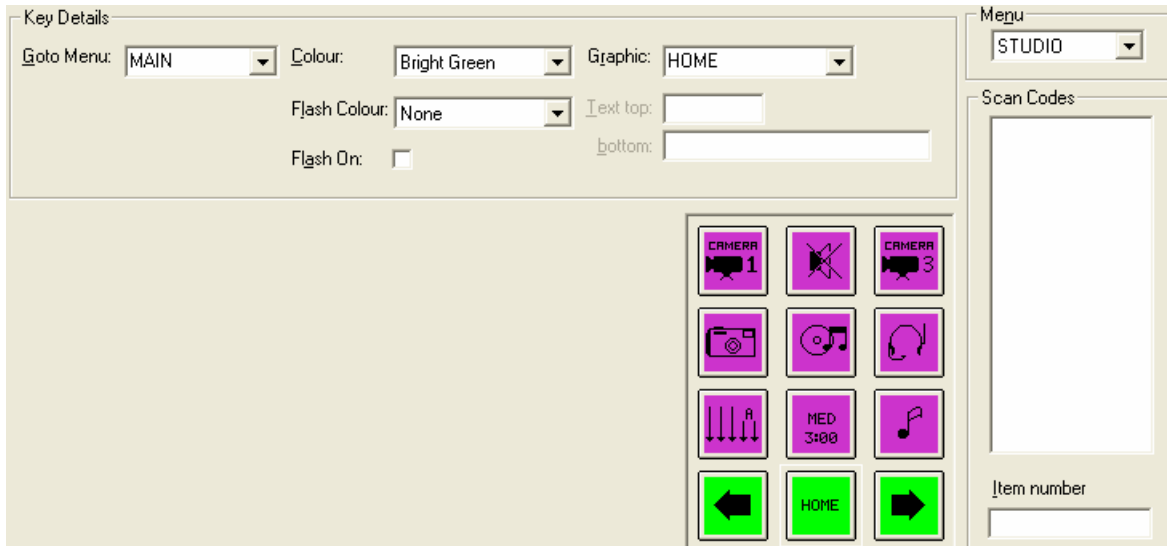 Key Details
Goto Menu: MAIN
Colour: Bright Green
Graphic: HOME
Flash Colour: None
Text top:
bottom:
Flash On:
Menu
STUDIO
Scan Codes
CAMERA
1
CAMERA
3
A
MED
3:00
HOME
Item number